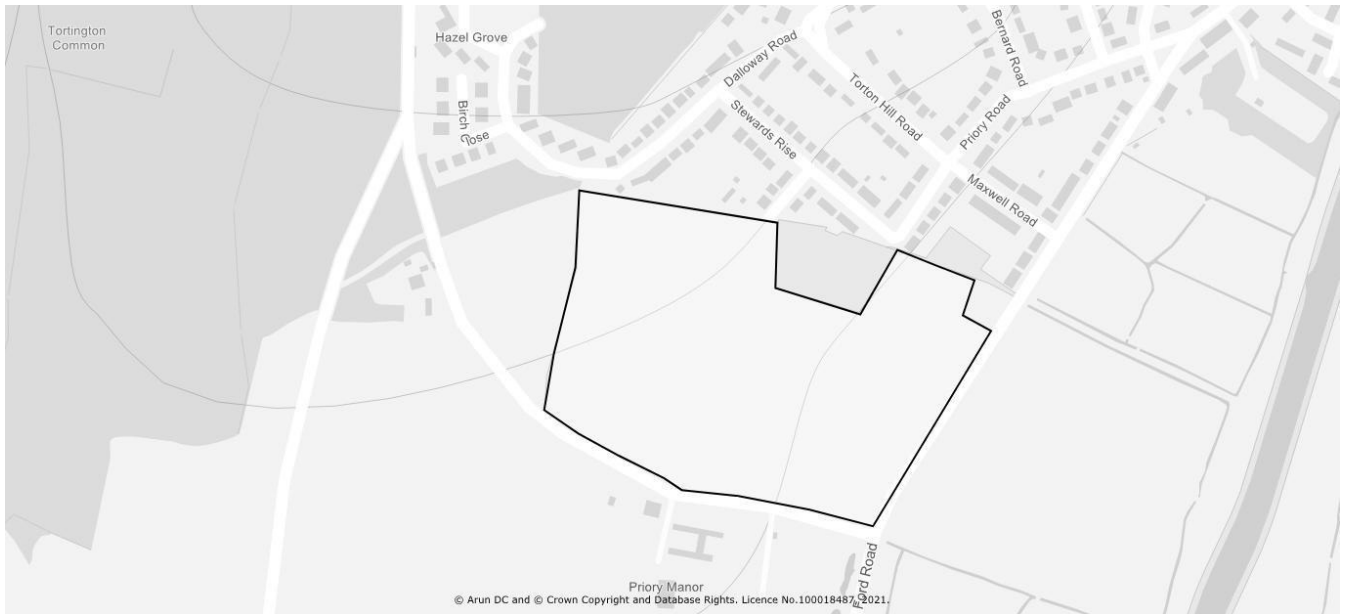 Tortington
Common
Hazel Grove
Birch Close
Dalloway Road
Stewards Rise
Torton Hill Road
Bernard Road
Priory Road
Maxwell Road
Ford Road
Priory Manor
© Arun DC and © Crown Copyright and Database Rights. Licence No.100018487, 2021.